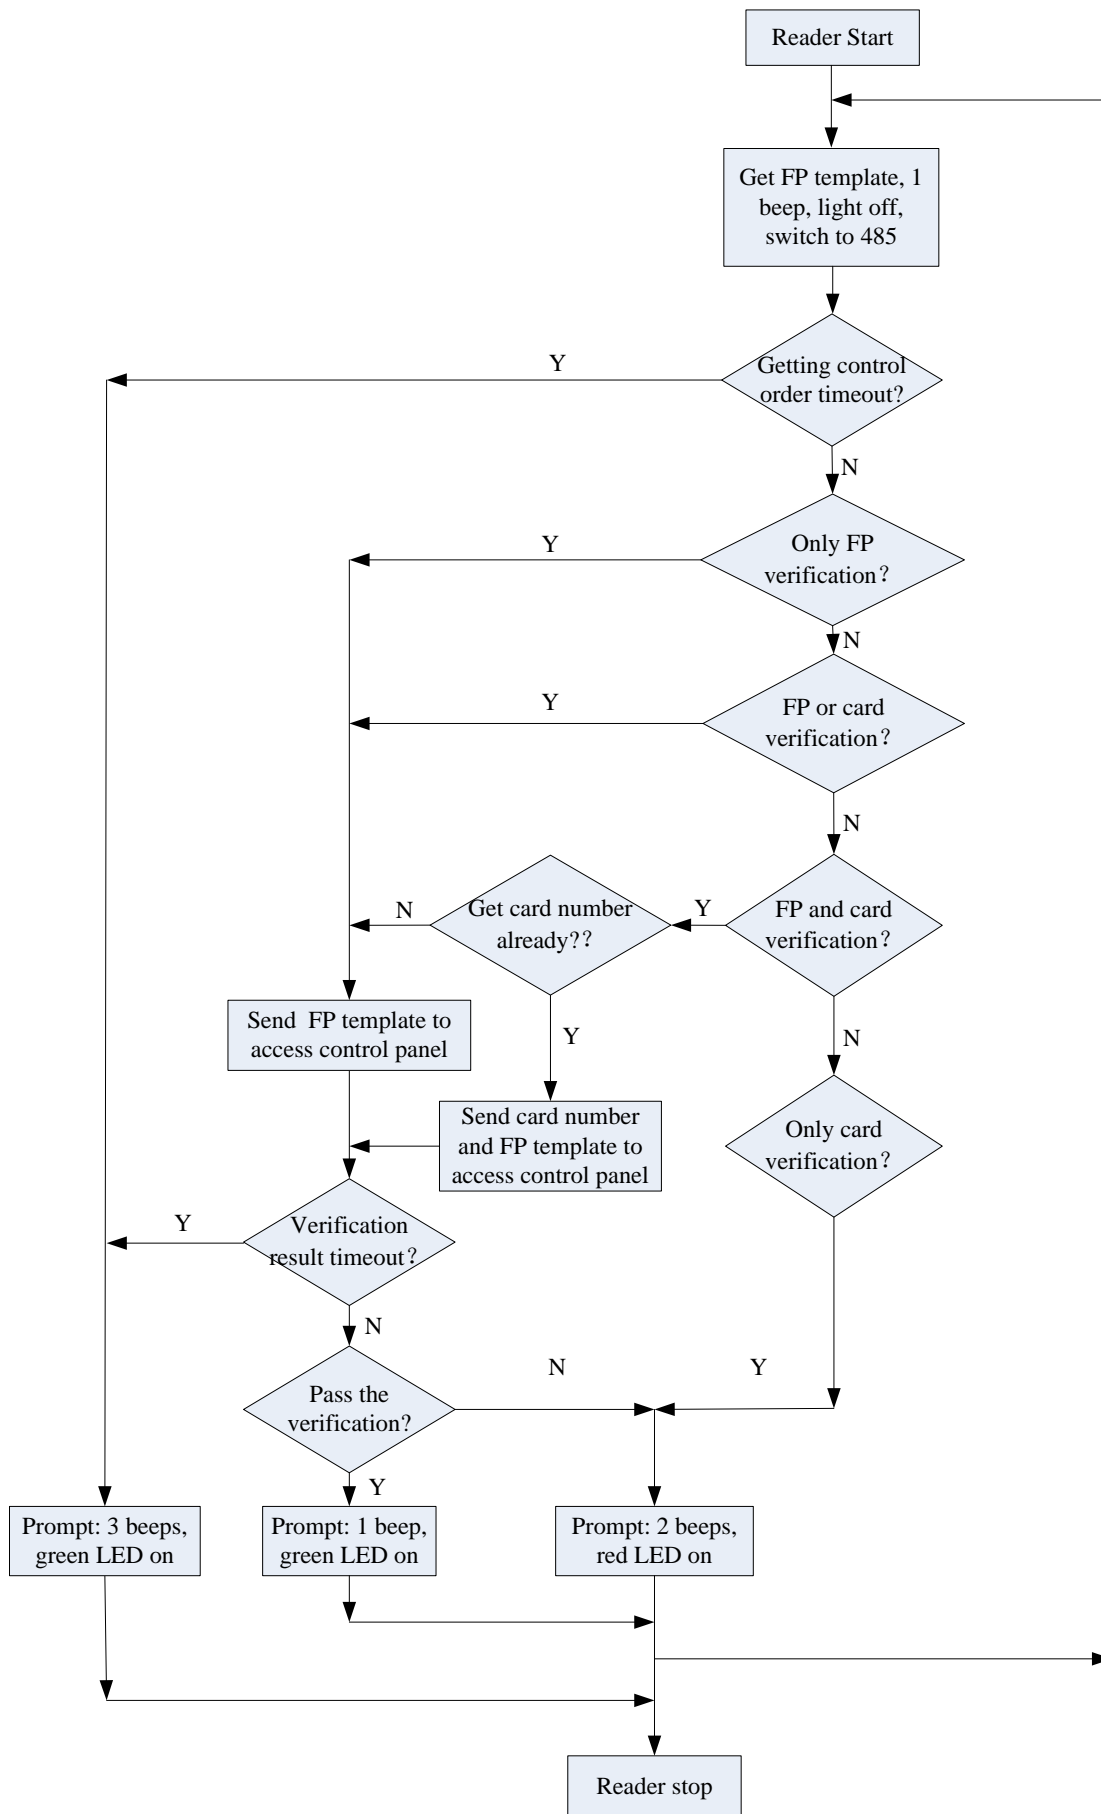 Reader Start
Get FP template, 1
beep, light off,
switch to 485
Y
Getting control
order timeout?
N
Y
Only FP
verification？
N
Y
FP or card
verification？
N
Get card number
already?？
N
Y
FP and card
verification？
Send  FP template to
access control panel
Y
N
Send card number
and FP template to
access control panel
Only card
verification？
Y
Verification
result timeout？
N
Pass the
verification?
N
Y
Y
Prompt: 3 beeps,
green LED on
Prompt: 1 beep,
green LED on
Prompt: 2 beeps,
red LED on
Reader stop